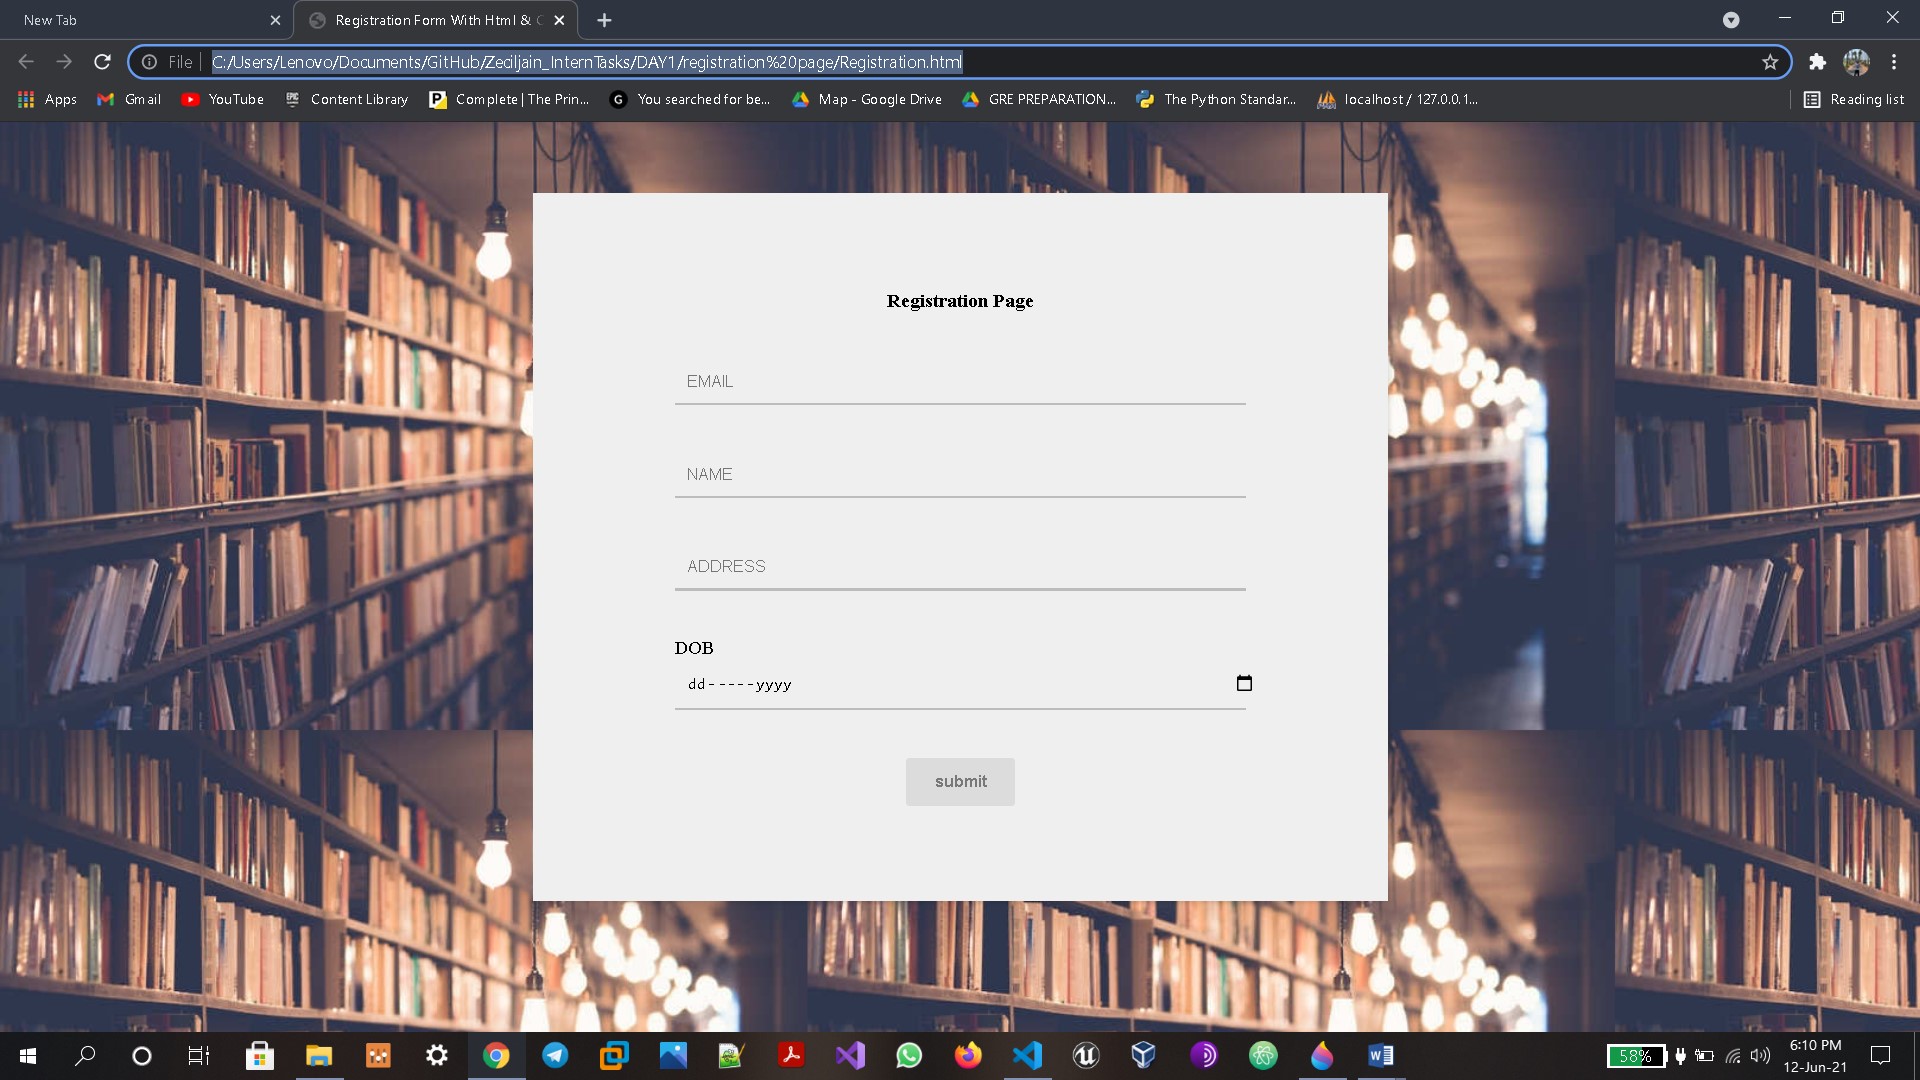 New Tab
Registration Form With Html & C
File
C:/Users/Lenovo/Documents/GitHub/Zeciljain_InternTasks/DAY1/registration%20page/Registration.html
Apps
Gmail
YouTube
Content Library
Complete | The Prin...
You searched for be...
Map - Google Drive
GRE PREPARATION...
The Python Standar...
localhost / 127.0.0.1...
Reading list
Registration Page
EMAIL
NAME
ADDRESS
DOB
dd-----yyyy
submit
58%
6:10 PM
12-Jun-21